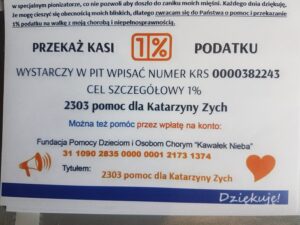 w specjalnym pionizatorze, co nie pozwoli aby doszło do zaniku moich mięśni. Każdego dnia dziękuję,
że mogę cieszyć się obecnością moich bliskich, dlatego zwracam się do Państwa o pomoc i przekazanie
1% podatku na walkę z moją chorobą i niepełnosprawnością.
PRZEKAŻ KASI 1% PODATKU
WYSTARCZY W PIT WPISAĆ NUMER KRS 0000382243
CEL SZCZEGÓŁOWY 1%
2303 pomoc dla Katarzyny Zych
Można też pomóc przez wpłatę na konto:
Fundacja Pomocy Dzieciom i Osobom Chorym "Kawałek Nieba"
31 1090 2835 0000 0001 2173 1374
Tytułem:
2303 pomoc dla Katarzyny Zych
Dziękuję!